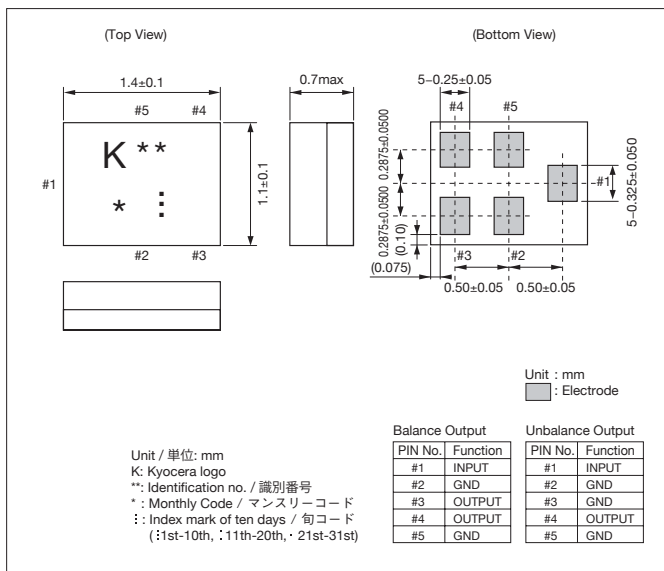 (Top View)
(Bottom View)
1.4±0.1
0.7max
5–0.25±0.05
#5 #4
#4 #5
K **
* ⋮
#1
1.1±0.1
0.2875±0.0500
0.2875±0.0500
(0.10)
(0.075)
#1
5–0.325±0.050
#2 #3
#3 #2
0.50±0.05 0.50±0.05
Unit : mm
: Electrode
Unit / 単位: mm
K: Kyocera logo
**: Identification no. / 識別番号
* : Monthly Code / マンスリーコード
⋮: Index mark of ten days / 旬コード
(⋮1st-10th, :11th-20th, · 21st-31st)
Balance Output
PIN No. Function
#1 INPUT
#2 GND
#3 OUTPUT
#4 OUTPUT
#5 GND
Unbalance Output
PIN No. Function
#1 INPUT
#2 GND
#3 GND
#4 OUTPUT
#5 GND